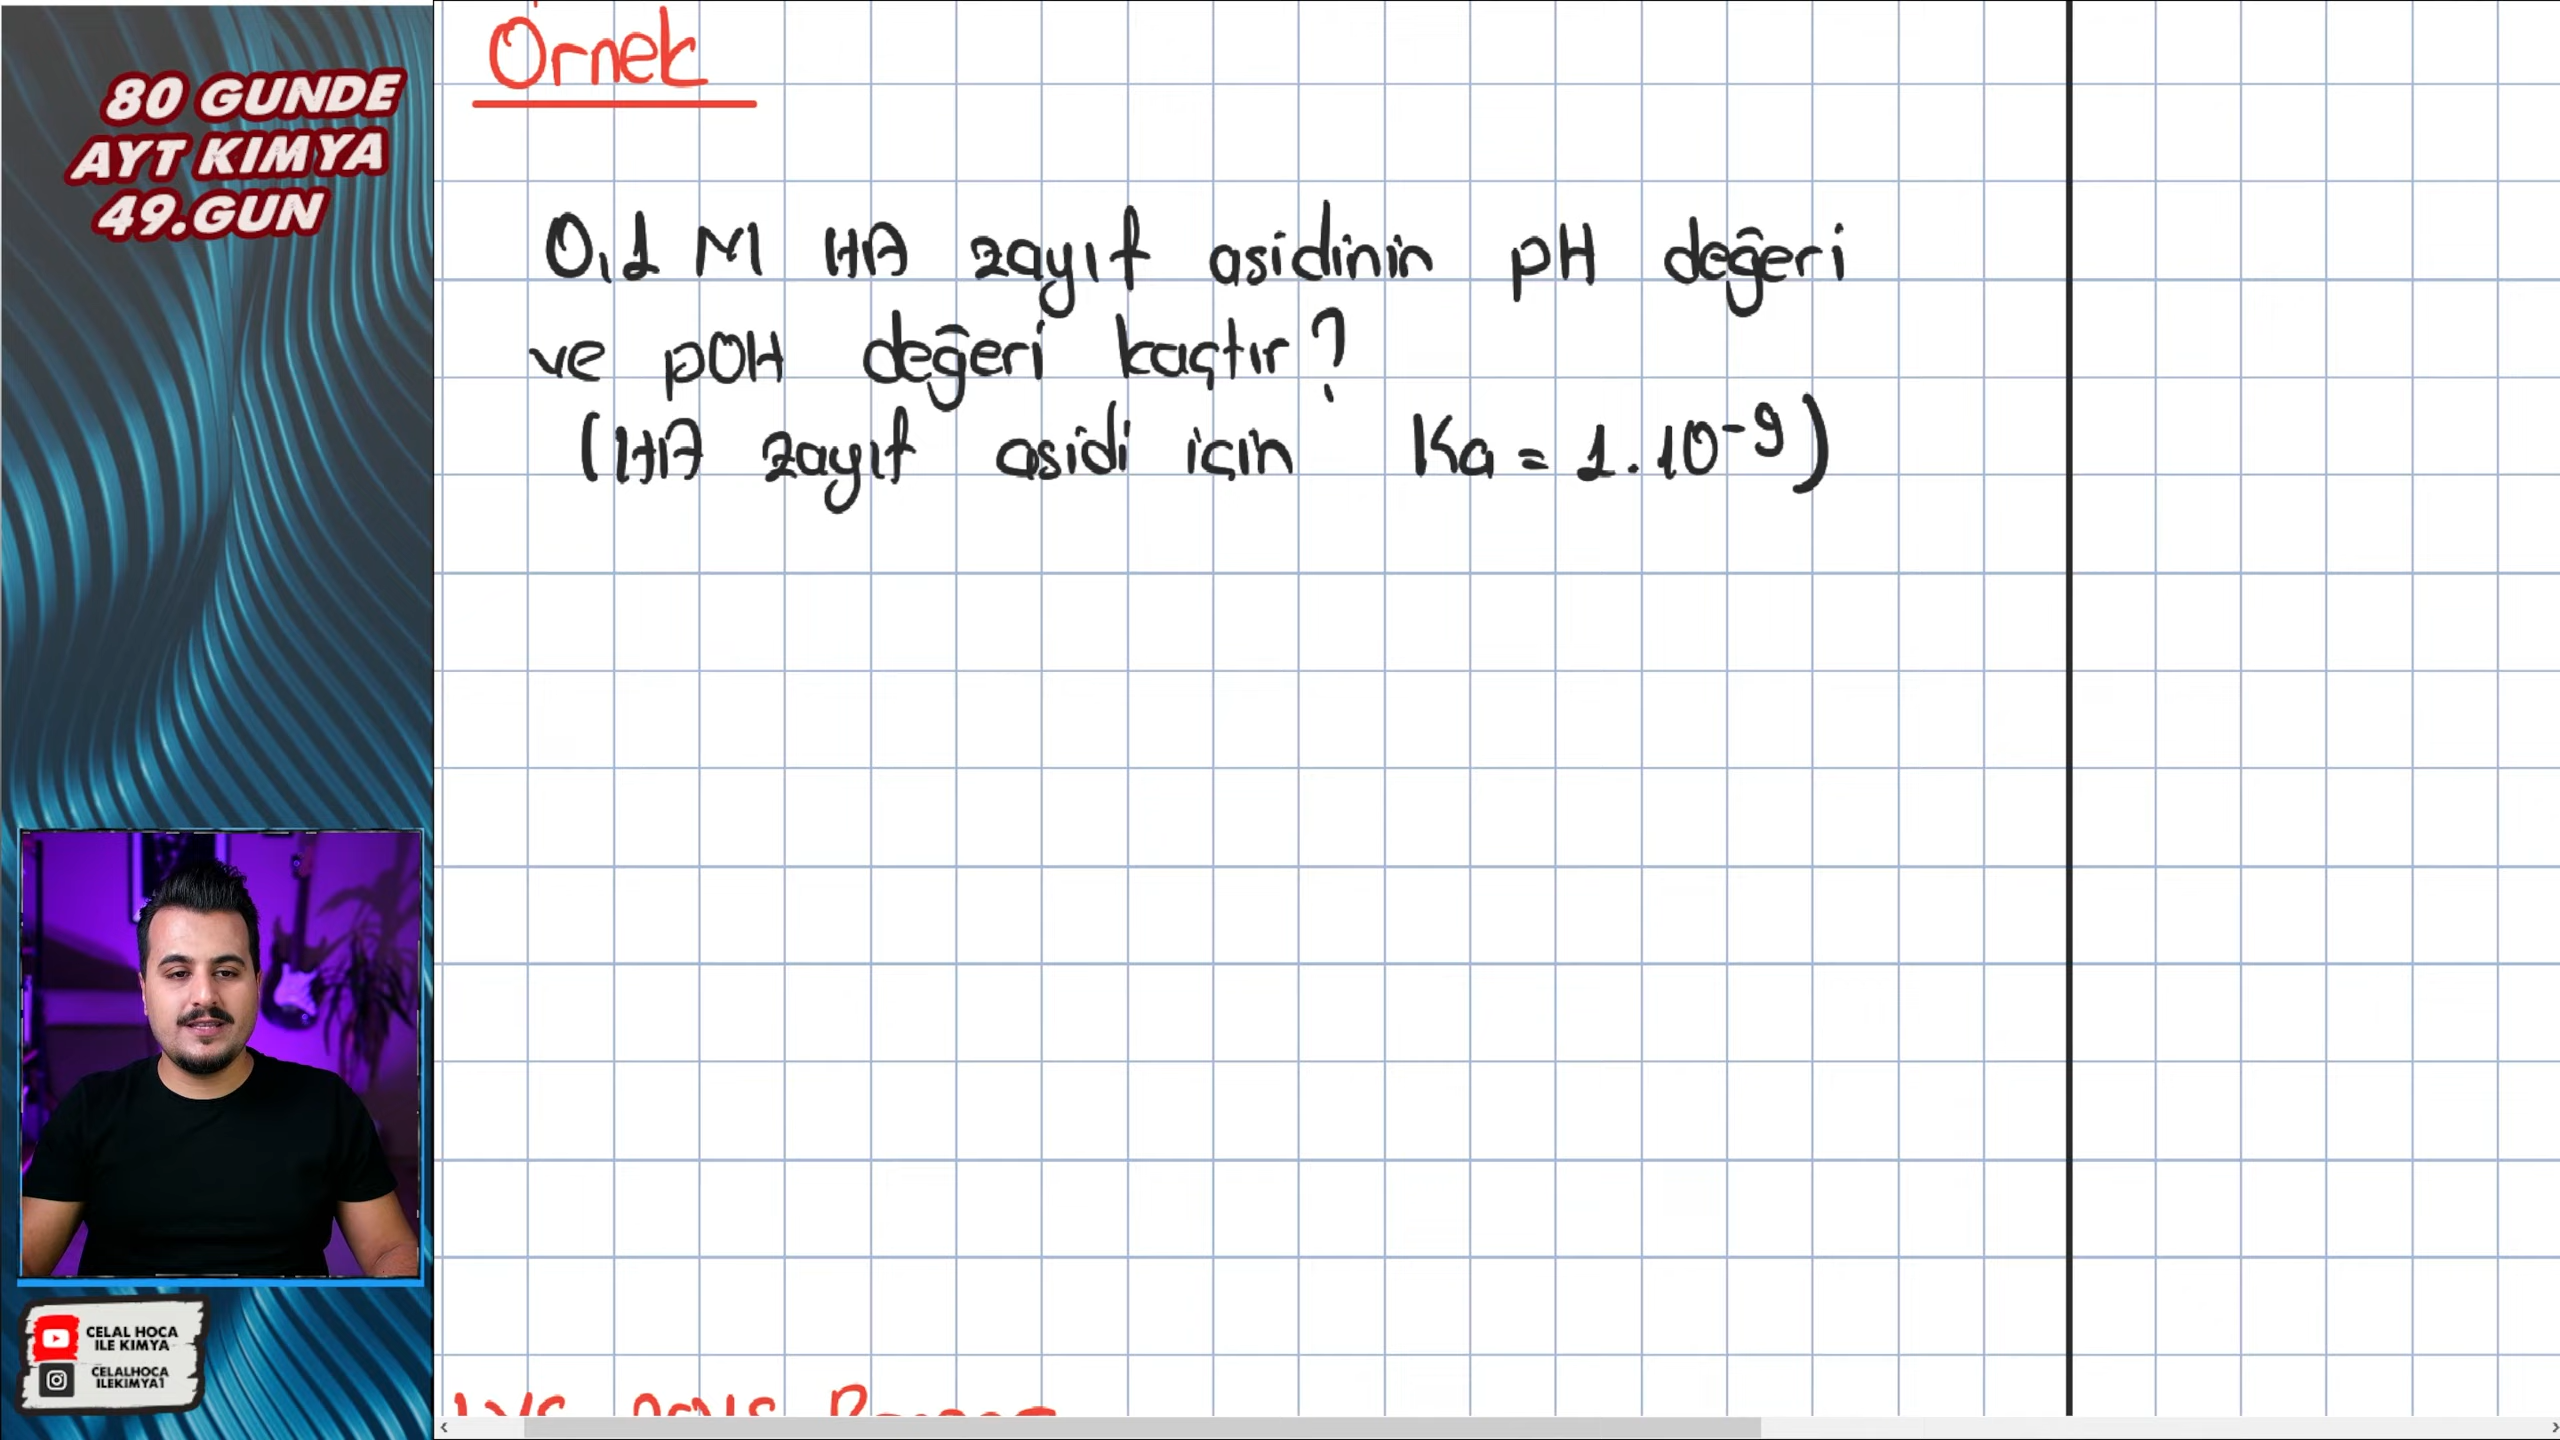 80 GUNDE
AYT KIMYA
49.GUN
Örnek
0,1 M HA zayıf asidinin pH değeri
ve pOH değeri kaçtır?
(HA zayıf asidi için Ka = 1.10⁻⁹)
CELAL HOCA
ILE KIMYA
CELALHOCA
ILEKIMYA1